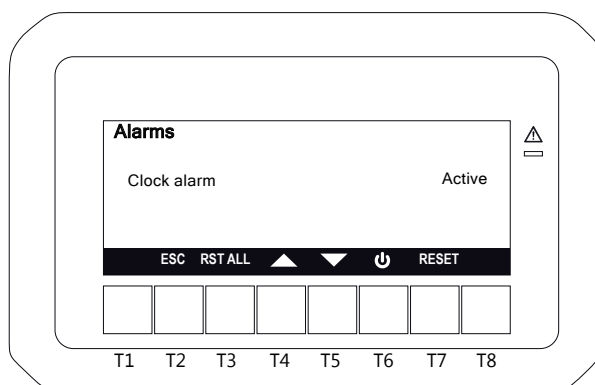 Alarms
Clock alarm Active
ESC RST ALL RESET
T1 T2 T3 T4 T5 T6 T7 T8